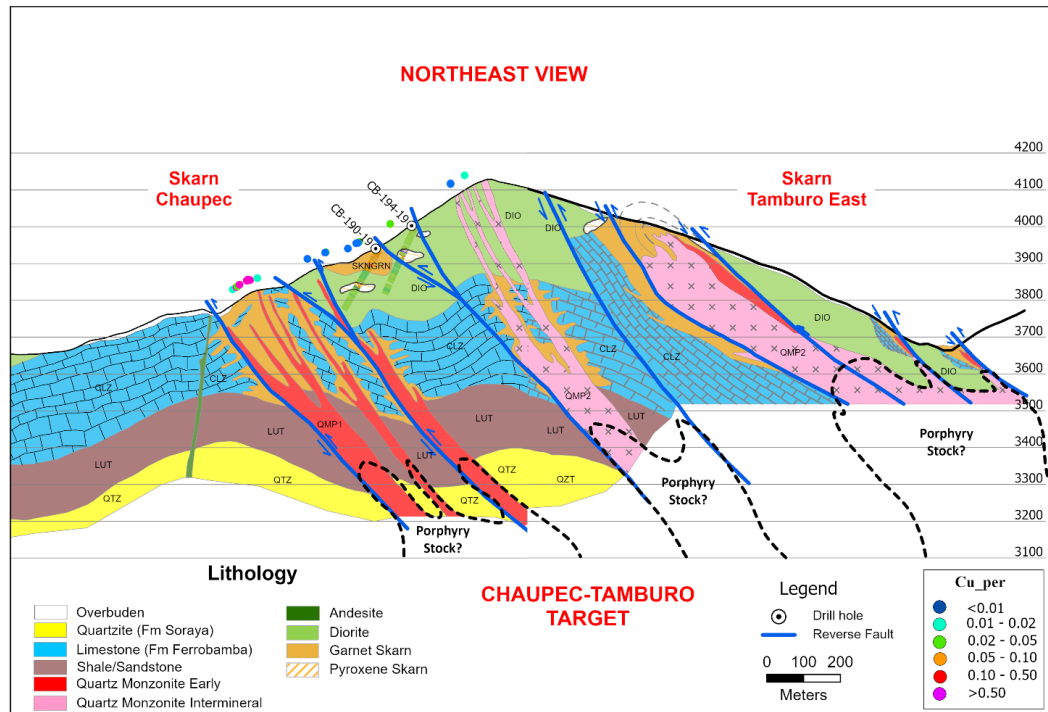 NORTHEAST VIEW
4200
Skarn
Chaupec
Skarn
Tamburo East
4100
CB-194-19
CB-190-19
DIO
DIO
4000
SKNGRN
3900
DIO
DIO
3800
CLZ
CLZ
CLZ
QMP2
3700
CLZ
DIO
3600
QMP2
3500
QMP1
LUT
LUT
LUT
LUT
LUT
Porphyry
Stock?
3400
QTZ
QTZ
QTZ
QZT
Porphyry
Stock?
3300
3200
Porphyry
Stock?
3100
Lithology
Overbuden
Quartzite (Fm Soraya)
Limestone (Fm Ferrobamba)
Shale/Sandstone
Quartz Monzonite Early
Quartz Monzonite Intermineral
Andesite
Diorite
Garnet Skarn
Pyroxene Skarn
CHAUPEC-TAMBURO
TARGET
Legend
Drill hole
Reverse Fault
0 100 200
Meters
Cu_per
<0.01
0.01 - 0.02
0.02 - 0.05
0.05 - 0.10
0.10 - 0.50
>0.50